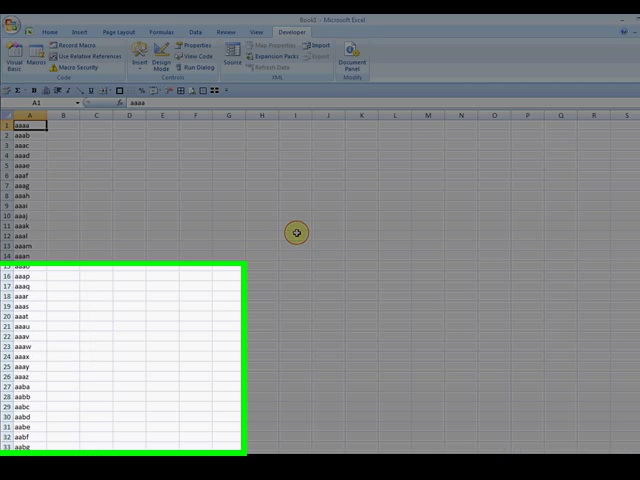 Book1 - Microsoft Excel
Home Insert Page Layout Formulas Data Review View Developer
Visual Basic Macros Record Macro Use Relative References Macro Security Code
Insert Design Mode Properties View Code Run Dialog Controls
Source Map Properties Expansion Packs Refresh Data Import Export XML
Document Panel Modify
A1 fx aaaa
A B C D E F G H I J K L M N O P Q R S
1 aaaa
2 aaab
3 aaac
4 aaad
5 aaae
6 aaaf
7 aaag
8 aaah
9 aaai
10 aaaj
11 aaak
12 aaal
13 aaam
14 aaan
15 aaao
16 aaap
17 aaaq
18 aaar
19 aaas
20 aaat
21 aaau
22 aaav
23 aaaw
24 aaax
25 aaay
26 aaaz
27 aaba
28 aabb
29 aabc
30 aabd
31 aabe
32 aabf
33 aabg